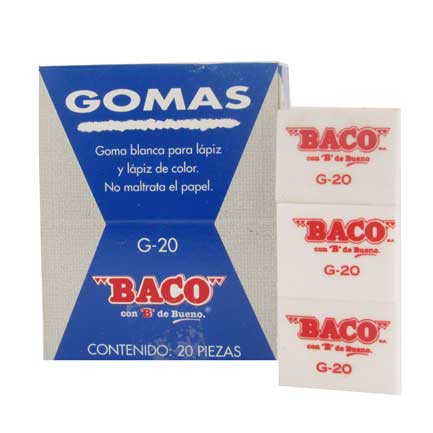 GOMAS
Goma blanca para lápiz
y lápiz de color.
No maltrata el papel.
G-20
"BACO"
con "B" de Bueno.
CONTENIDO: 20 PIEZAS
"BACO"
con "B" de Bueno.
G-20
"BACO"
con "B" de Bueno.
G-20
"BACO"
con "B" de Bueno.
G-20